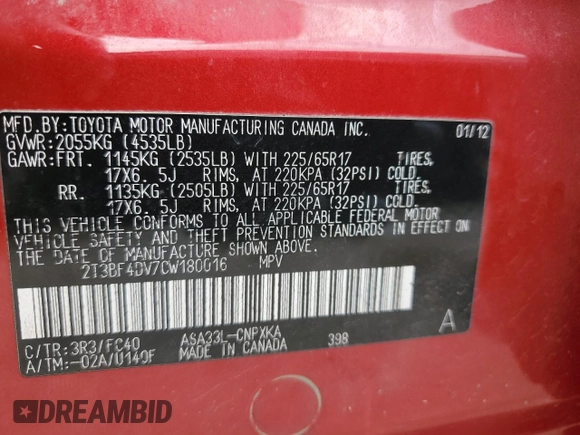 MFD. BY: TOYOTA MOTOR MANUFACTURING CANADA INC. 01/12
GVWR: 2055KG (4535LB)
GAWR: FRT. 1145KG (2535LB) WITH 225/65R17 TIRES,
17X6. 5J RIMS, AT 220KPA (32PSI) COLD.
RR. 1135KG (2505LB) WITH 225/65R17 TIRES,
17X6. 5J RIMS, AT 220KPA (32PSI) COLD.
THIS VEHICLE CONFORMS TO ALL APPLICABLE FEDERAL MOTOR
VEHICLE SAFETY AND THEFT PREVENTION STANDARDS IN EFFECT ON
THE DATE OF MANUFACTURE SHOWN ABOVE.
2T3BF4DV7CW180016 MPV
C/TR: 3R3/FC40 ASA33L-CNPXKA 398 A
A/TM: -02A/U140F MADE IN CANADA
DREAMBID
DREAMBID.COM